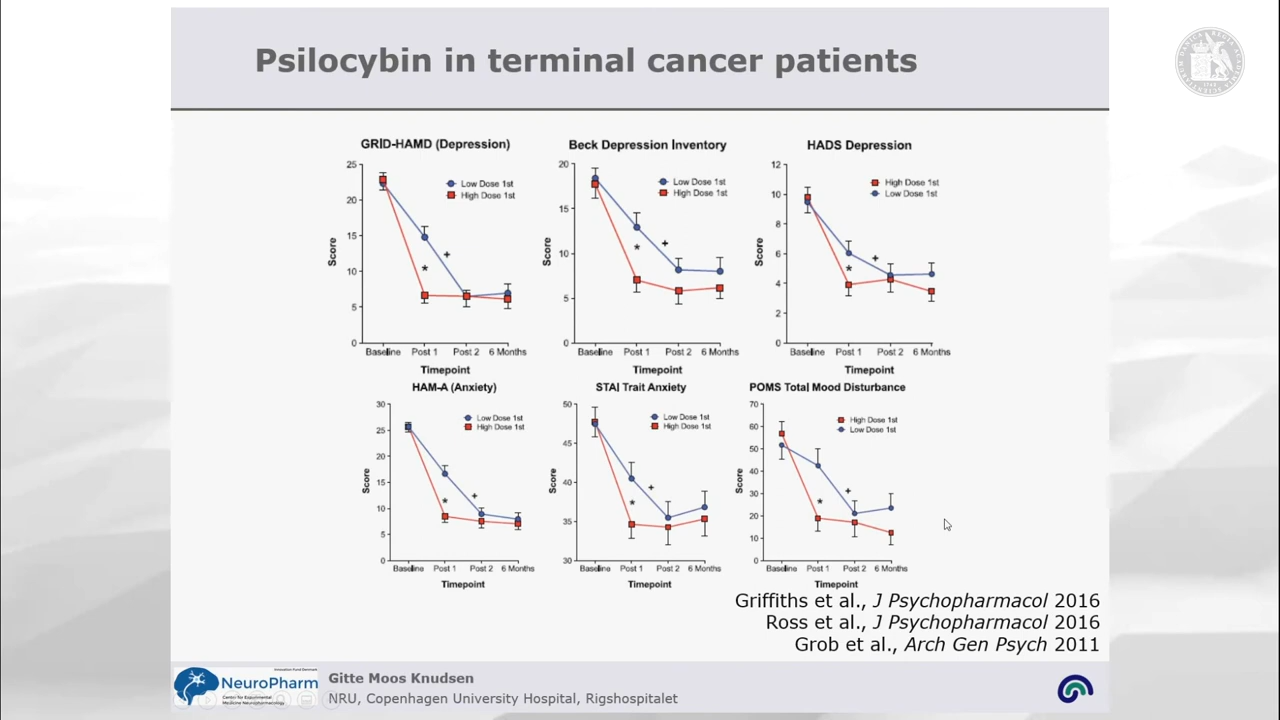 Psilocybin in terminal cancer patients
GRID-HAMD (Depression)
Low Dose 1st
High Dose 1st
25
20
15
10
5
0
Score
Baseline Post 1 Post 2 6 Months
Timepoint
Beck Depression Inventory
Low Dose 1st
High Dose 1st
20
15
10
5
0
Score
Baseline Post 1 Post 2 6 Months
Timepoint
HADS Depression
High Dose 1st
Low Dose 1st
12
10
8
6
4
2
0
Score
Baseline Post 1 Post 2 6 Months
Timepoint
HAM-A (Anxiety)
Low Dose 1st
High Dose 1st
30
25
20
15
10
5
0
Score
Baseline Post 1 Post 2 6 Months
Timepoint
STAI Trait Anxiety
Low Dose 1st
High Dose 1st
50
45
40
35
30
Score
Baseline Post 1 Post 2 6 Months
Timepoint
POMS Total Mood Disturbance
High Dose 1st
Low Dose 1st
70
60
50
40
30
20
10
0
Score
Baseline Post 1 Post 2 6 Months
Timepoint
Griffiths et al., J Psychopharmacol 2016
Ross et al., J Psychopharmacol 2016
Grob et al., Arch Gen Psych 2011
Innovation Fund Denmark
NeuroPharm
Centre for Experimental
Medicine Neuropharmacology
Gitte Moos Knudsen
NRU, Copenhagen University Hospital, Rigshospitalet